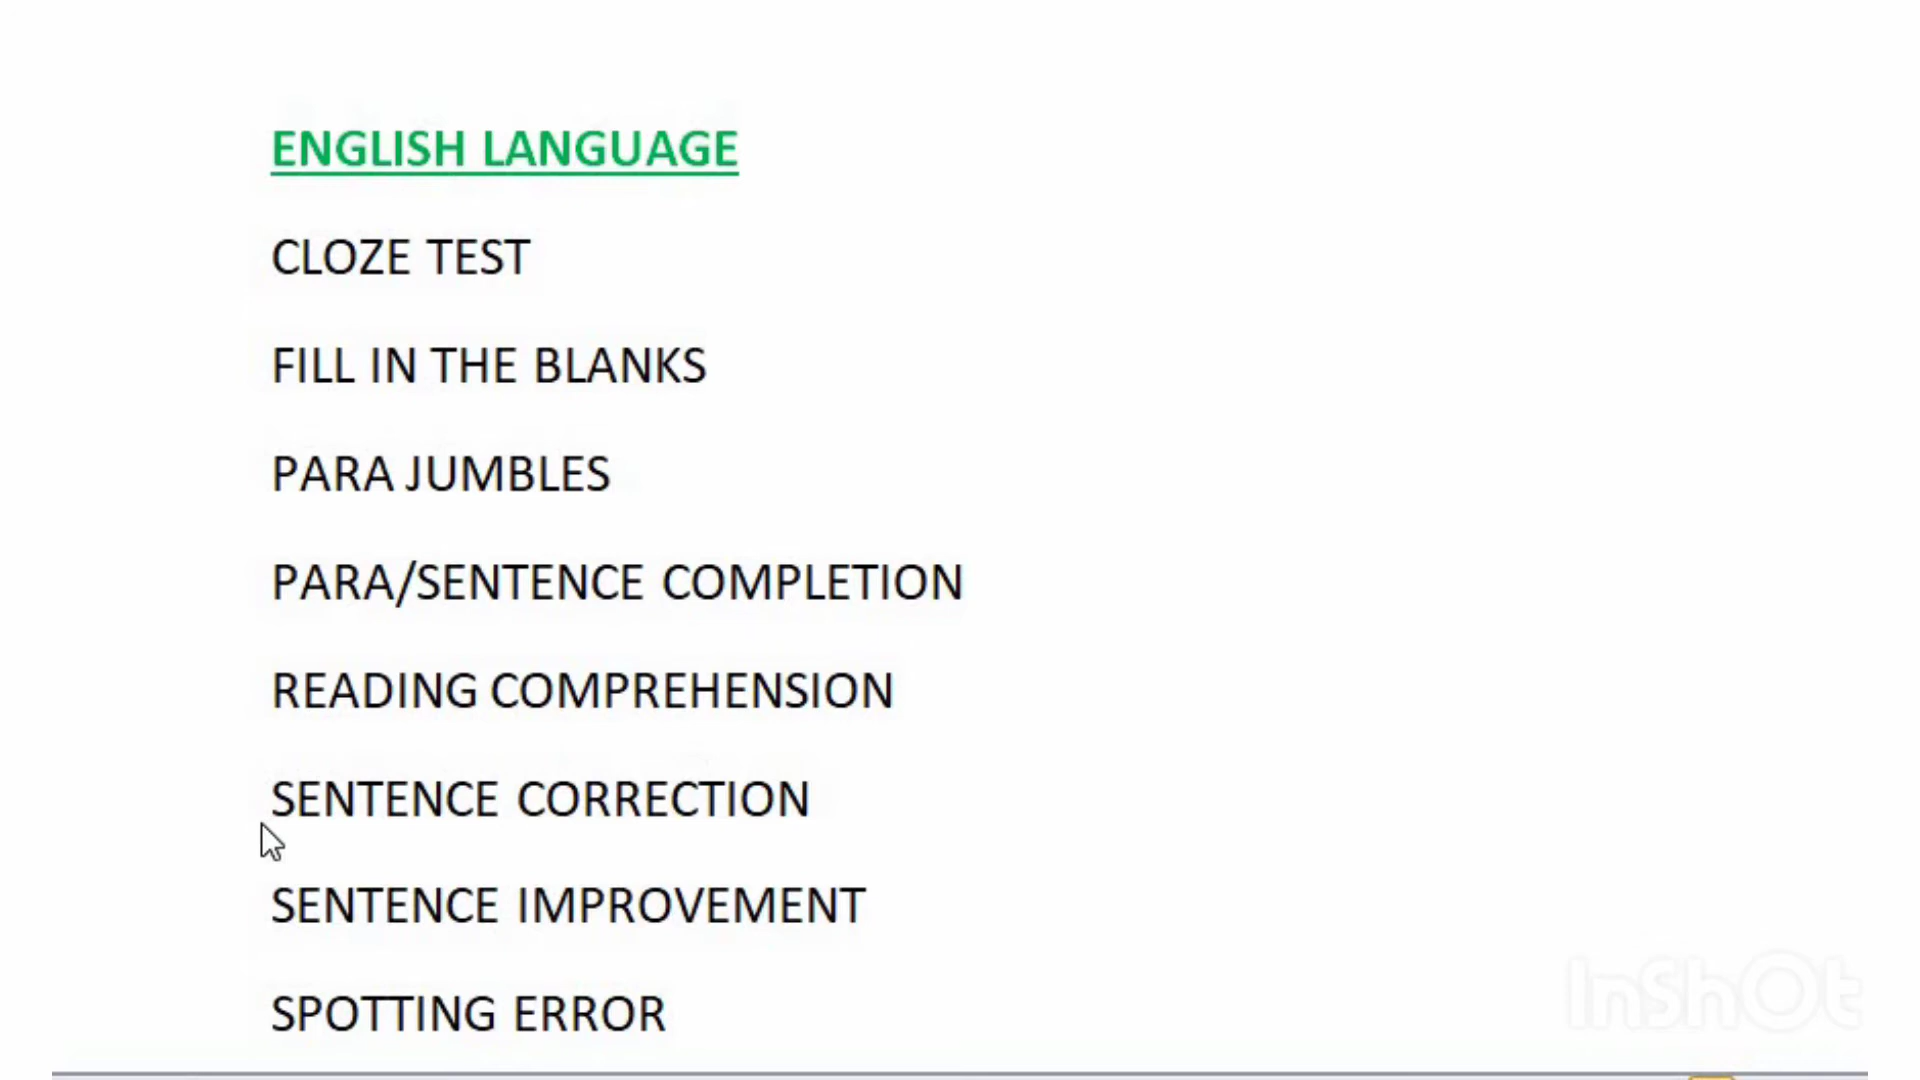 ENGLISH LANGUAGE
CLOZE TEST
FILL IN THE BLANKS
PARA JUMBLES
PARA/SENTENCE COMPLETION
READING COMPREHENSION
SENTENCE CORRECTION
SENTENCE IMPROVEMENT
SPOTTING ERROR
InShOt